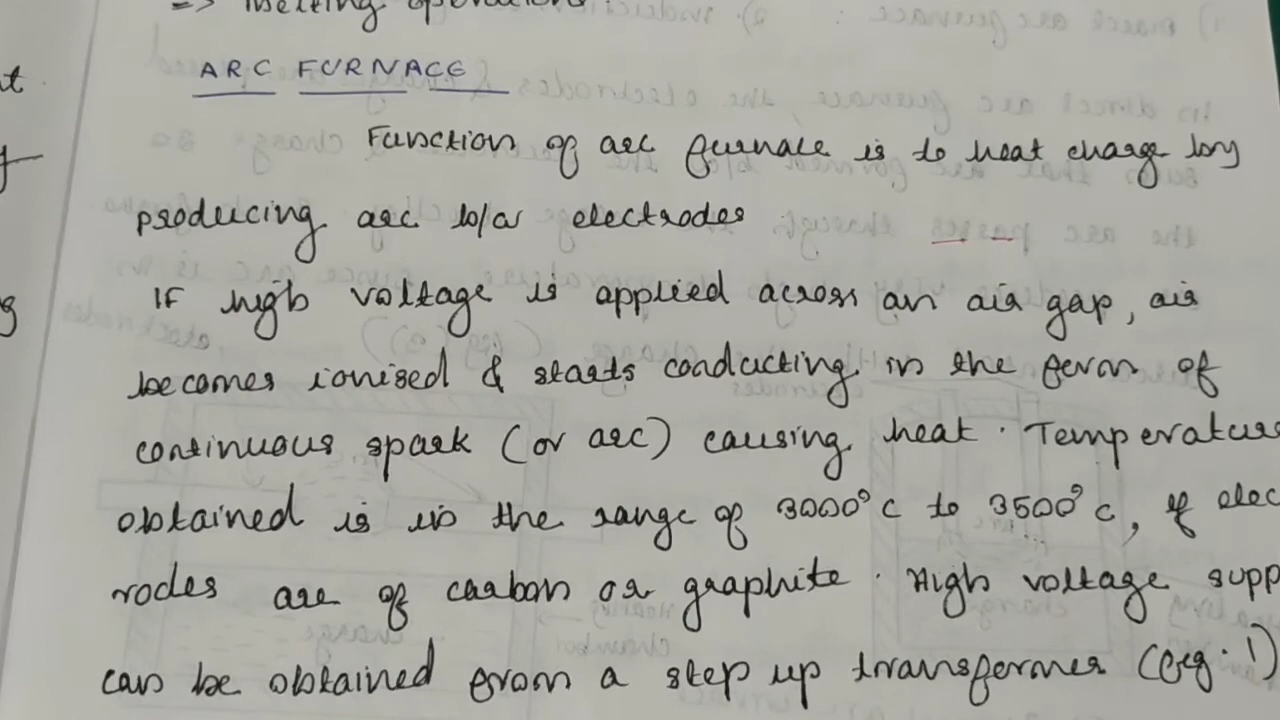 => Melting operations.
ARC FURNACE
Function of arc furnace is to heat charge by
producing arc b/w electrodes
IF high voltage is applied across an air gap, air
becomes ionised & starts conducting in the form of
continuous spark (or arc) causing heat. Temperature
obtained is in the range of 3000°c to 3500°c, if elec
rodes are of carbon or graphite. High voltage supp
can be obtained from a step up transformer (fig.1)